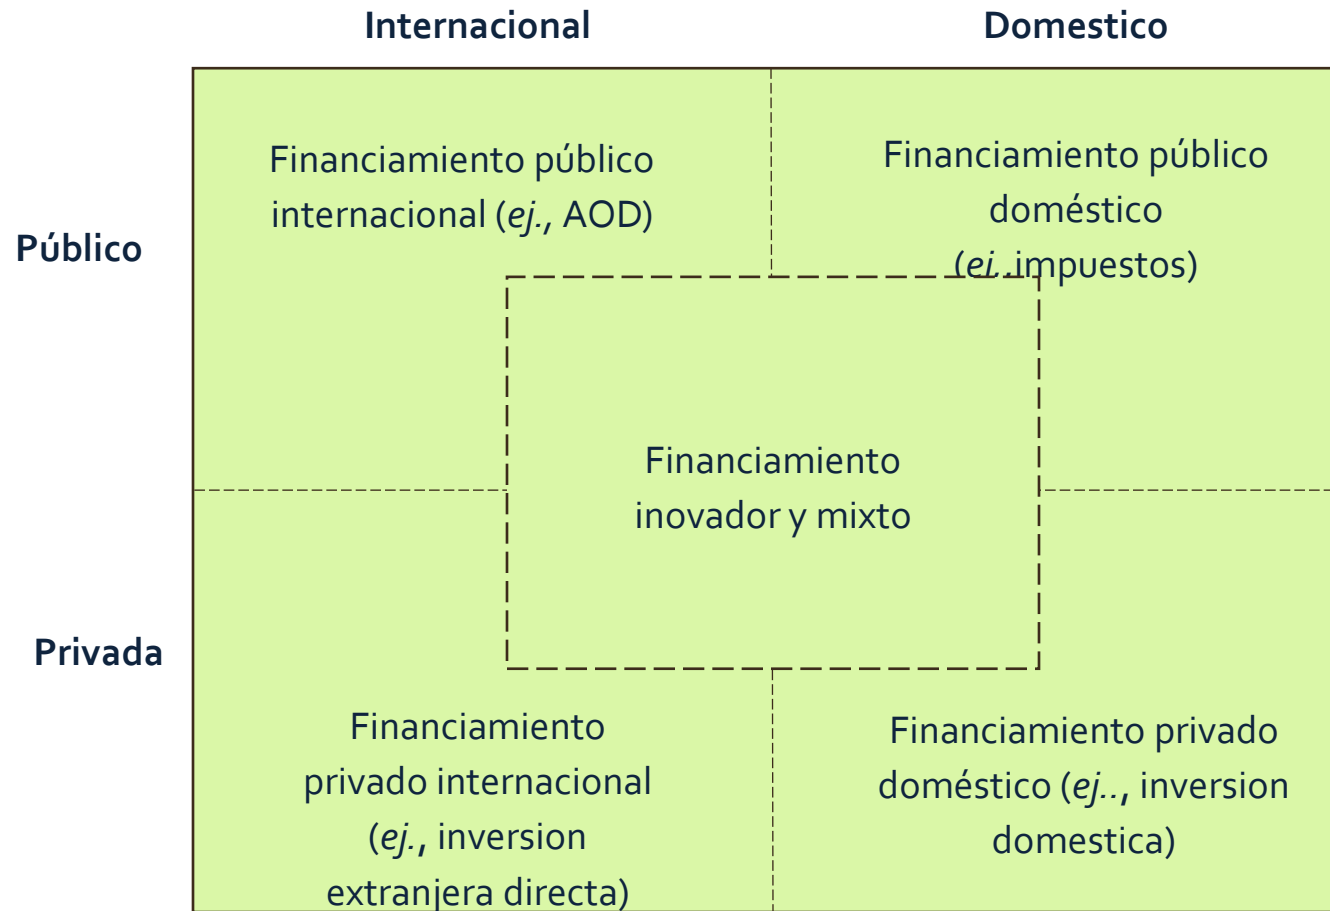 Internacional
Domestico
Público
Financiamiento público
internacional (ej., AOD)
Financiamiento público
doméstico
(ej..impuestos)
Financiamiento
inovador y mixto
Privada
Financiamiento
privado internacional
(ej., inversion
extranjera directa)
Financiamiento privado
doméstico (ej.., inversion
domestica)